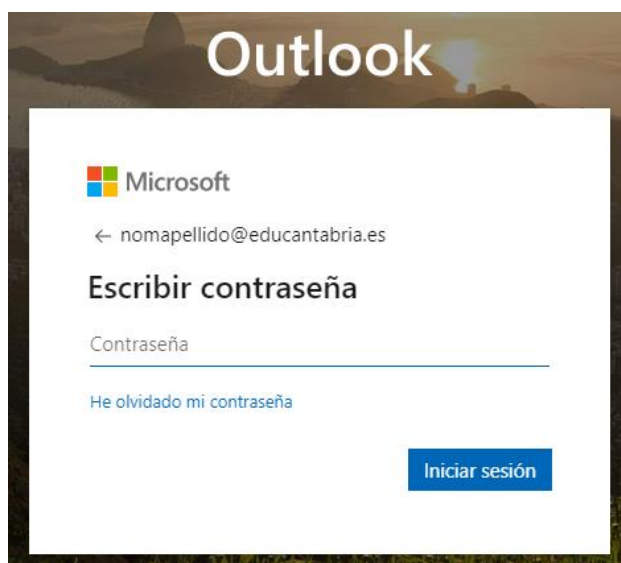 Outlook
Microsoft
← nomapellido@educantabria.es
Escribir contraseña
Contraseña
He olvidado mi contraseña
Iniciar sesión